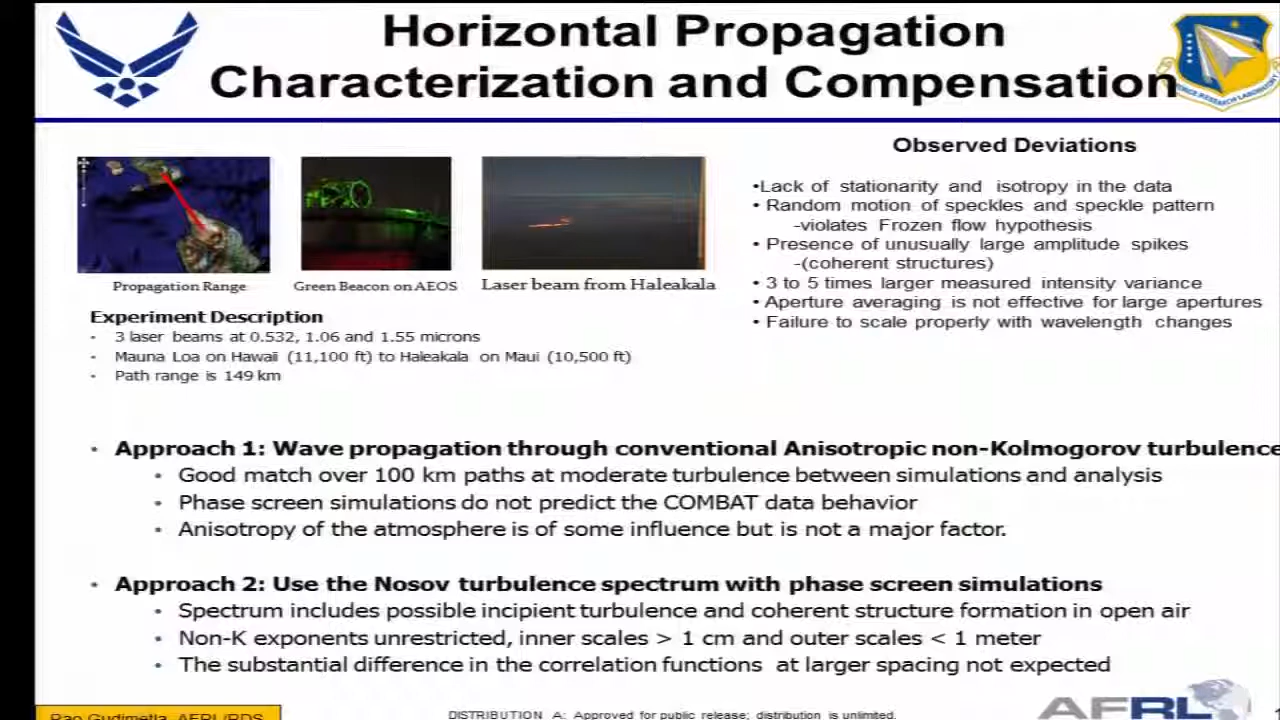 Horizontal Propagation
Characterization and Compensation
Observed Deviations
•Lack of stationarity and isotropy in the data
• Random motion of speckles and speckle pattern
-violates Frozen flow hypothesis
• Presence of unusually large amplitude spikes
-(coherent structures)
• 3 to 5 times larger measured intensity variance
• Aperture averaging is not effective for large apertures
• Failure to scale properly with wavelength changes
Propagation Range
Green Beacon on AEOS
Laser beam from Haleakala
Experiment Description
• 3 laser beams at 0.532, 1.06 and 1.55 microns
• Mauna Loa on Hawaii (11,100 ft) to Haleakala on Maui (10,500 ft)
• Path range is 149 km
• Approach 1: Wave propagation through conventional Anisotropic non-Kolmogorov turbulence
• Good match over 100 km paths at moderate turbulence between simulations and analysis
• Phase screen simulations do not predict the COMBAT data behavior
• Anisotropy of the atmosphere is of some influence but is not a major factor.
• Approach 2: Use the Nosov turbulence spectrum with phase screen simulations
• Spectrum includes possible incipient turbulence and coherent structure formation in open air
• Non-K exponents unrestricted, inner scales > 1 cm and outer scales < 1 meter
• The substantial difference in the correlation functions at larger spacing not expected
Rao Gudimetla, AFRL/RDS
DISTRIBUTION A: Approved for public release; distribution is unlimited.
AFRL